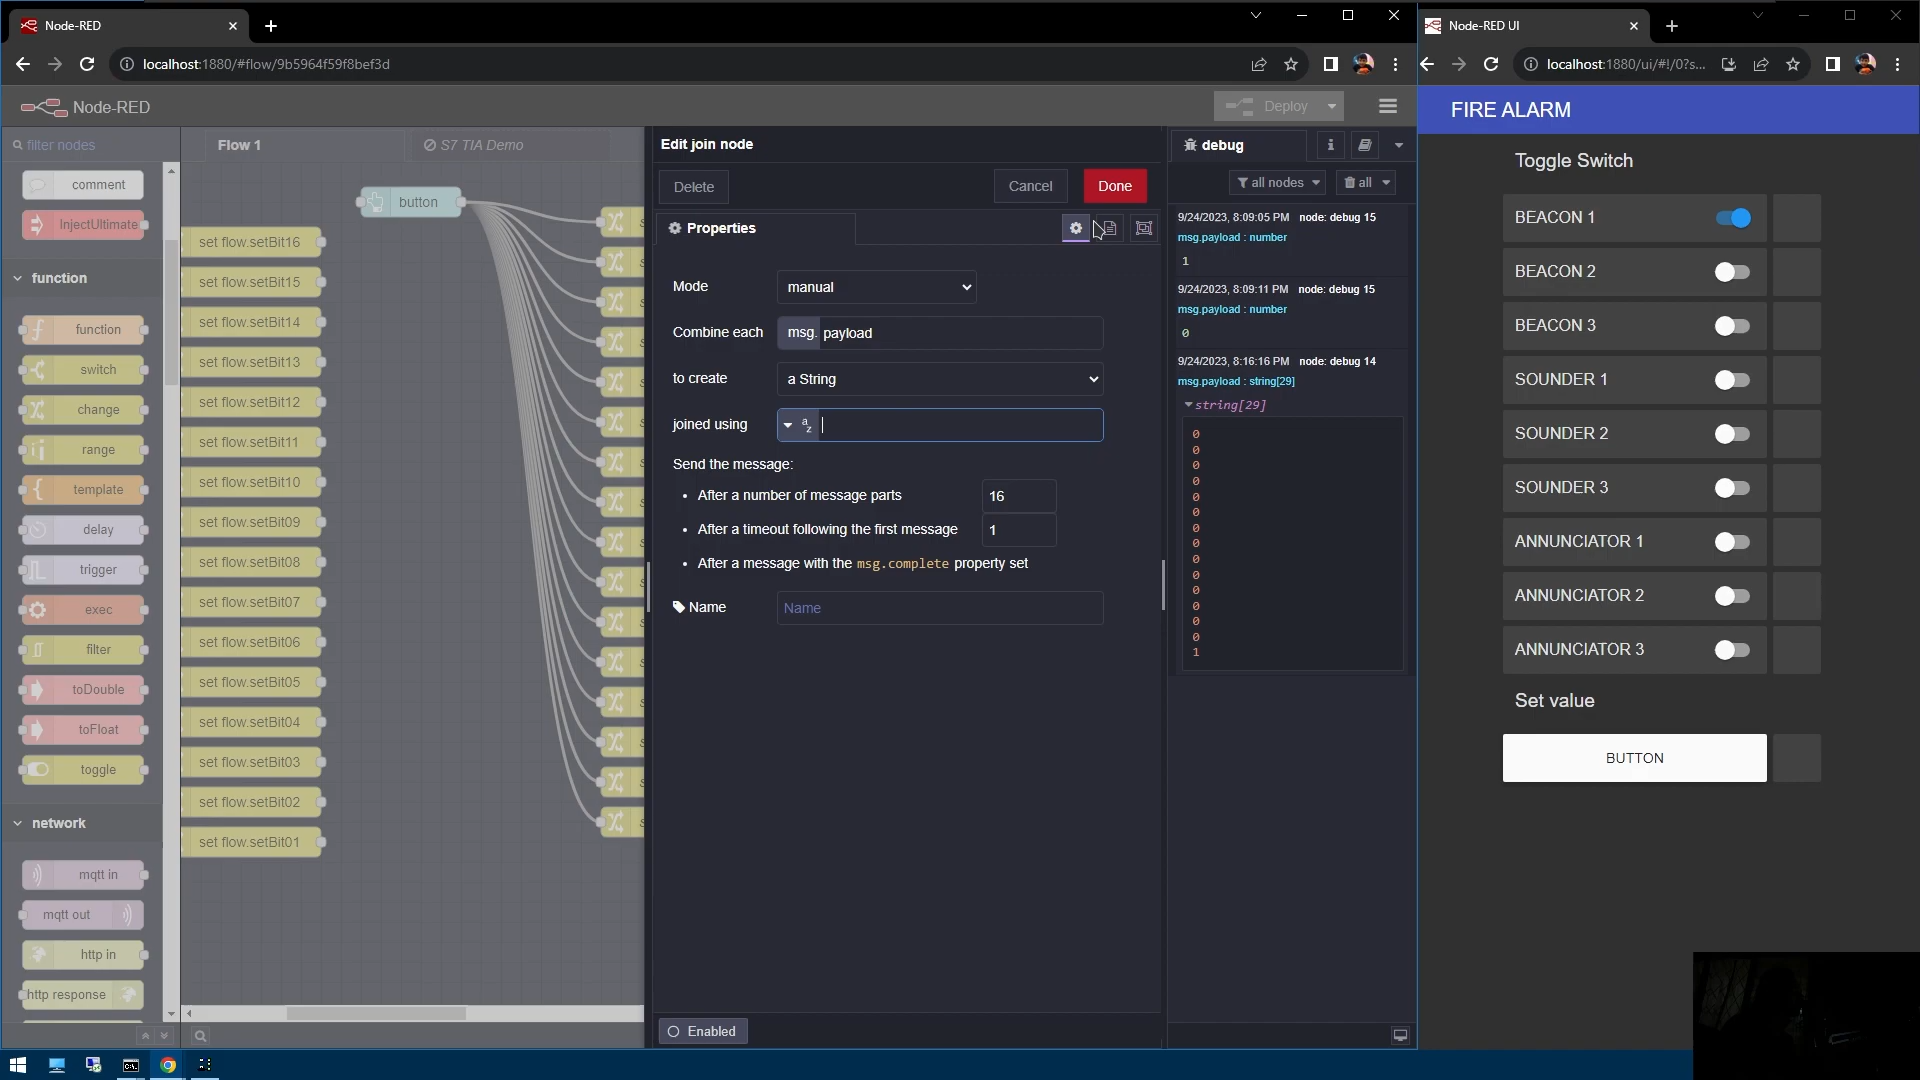 Node-RED
Node-RED UI
localhost:1880/#flow/9b5964f59f8bef3d
localhost:1880/ui/#!/0?s...
Node-RED
Deploy
FIRE ALARM
filter nodes
Flow 1
S7 TIA Demo
Edit join node
debug
Delete
Cancel
Done
all nodes
all
Properties
comment
InjectUltimate
function
function
switch
change
range
template
delay
trigger
exec
filter
toDouble
toFloat
toggle
network
mqtt in
mqtt out
http in
http response
button
set flow.setBit16
set flow.setBit15
set flow.setBit14
set flow.setBit13
set flow.setBit12
set flow.setBit11
set flow.setBit10
set flow.setBit09
set flow.setBit08
set flow.setBit07
set flow.setBit06
set flow.setBit05
set flow.setBit04
set flow.setBit03
set flow.setBit02
set flow.setBit01
Mode
manual
Combine each
msg. payload
to create
a String
joined using
Send the message:
After a number of message parts
16
After a timeout following the first message
1
After a message with the msg.complete property set
Name
Name
Enabled
9/24/2023, 8:09:05 PM node: debug 15
msg.payload : number
1
9/24/2023, 8:09:11 PM node: debug 15
msg.payload : number
0
9/24/2023, 8:16:16 PM node: debug 14
msg.payload : string[29]
string[29]
0
0
0
0
0
0
0
0
0
0
0
0
0
0
1
Toggle Switch
BEACON 1
BEACON 2
BEACON 3
SOUNDER 1
SOUNDER 2
SOUNDER 3
ANNUNCIATOR 1
ANNUNCIATOR 2
ANNUNCIATOR 3
Set value
BUTTON